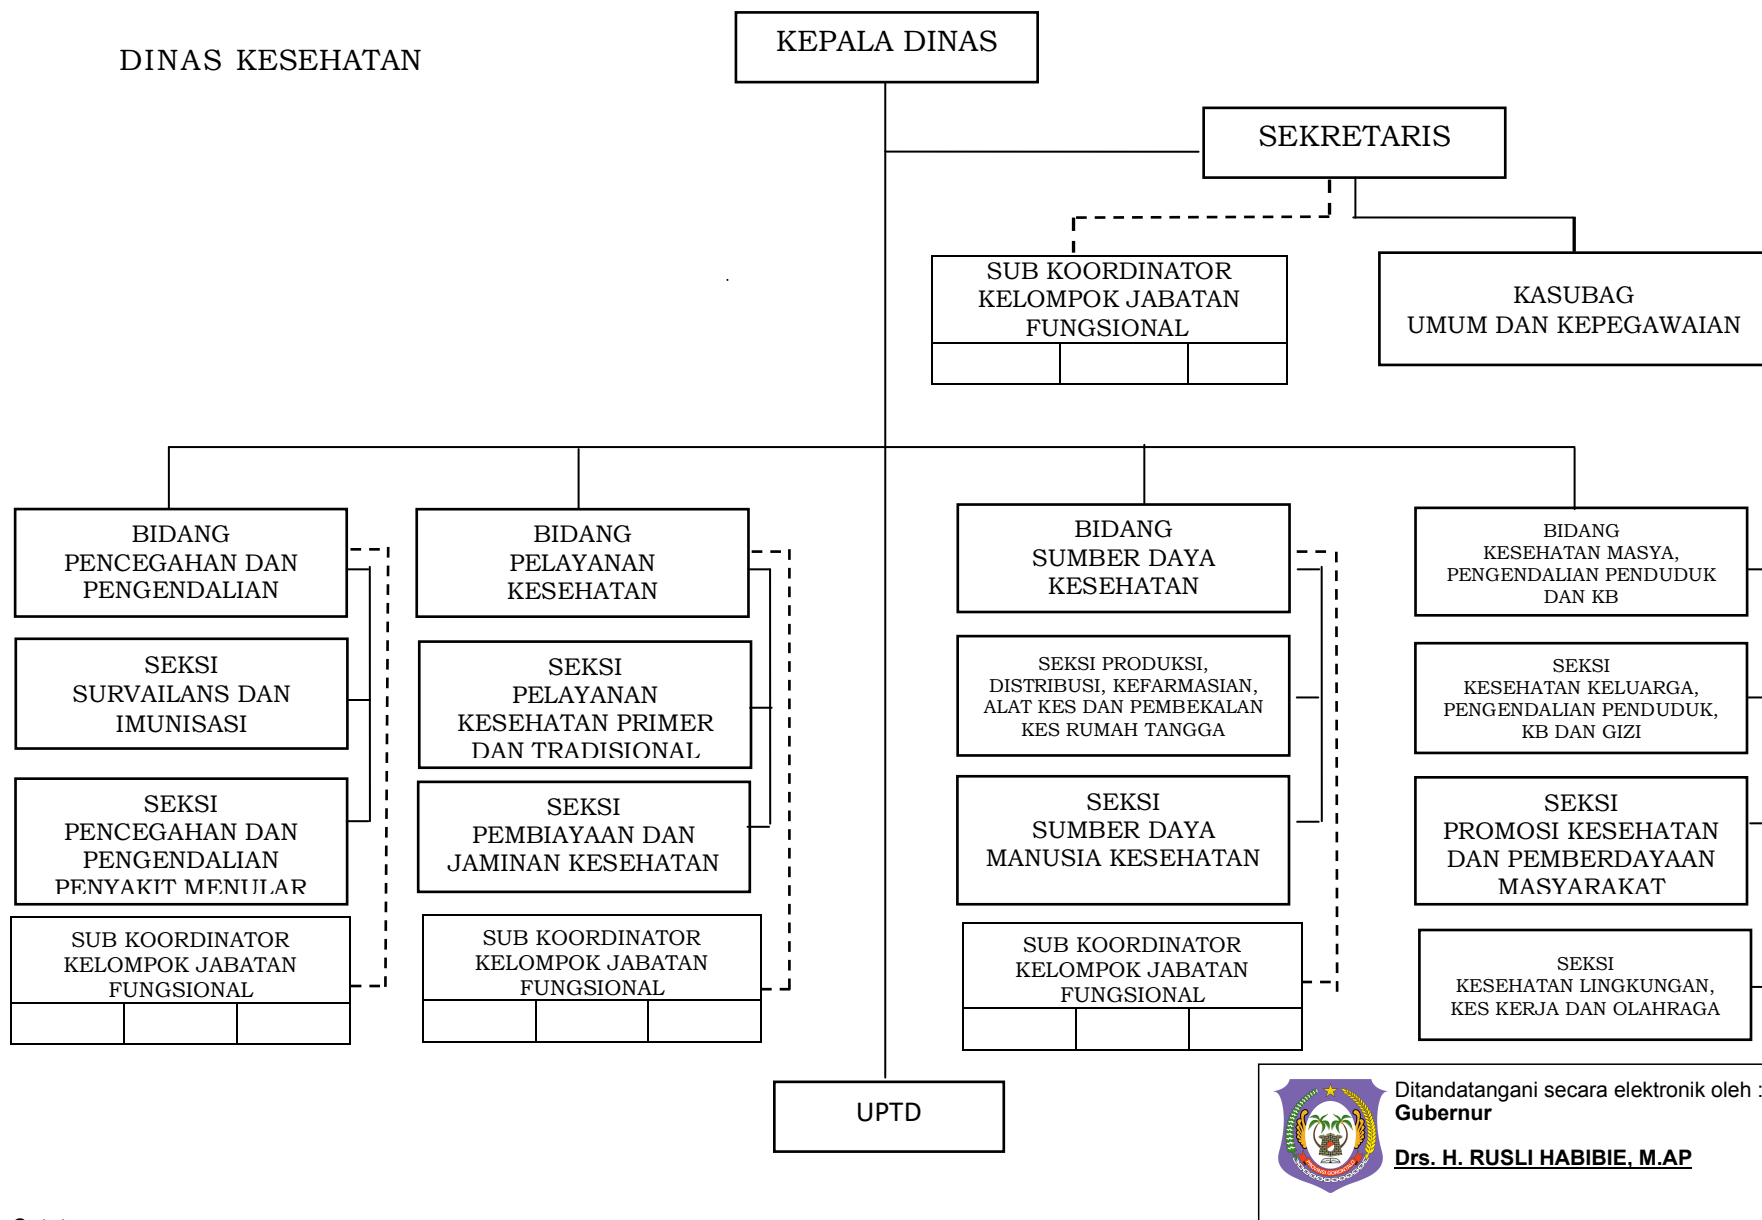 DINAS KESEHATAN
KEPALA DINAS
SEKRETARIS
SUB KOORDINATOR
KELOMPOK JABATAN
FUNGSIONAL
KASUBAG
UMUM DAN KEPEGAWAIAN
BIDANG
PENCEGAHAN DAN
PENGENDALIAN
SEKSI
SURVAILANS DAN
IMUNISASI
SEKSI
PENCEGAHAN DAN
PENGENDALIAN
PENYAKIT MENULAR
SUB KOORDINATOR
KELOMPOK JABATAN
FUNGSIONAL
BIDANG
PELAYANAN
KESEHATAN
SEKSI
PELAYANAN
KESEHATAN PRIMER
DAN TRADISIONAL
SEKSI
PEMBIAYAAN DAN
JAMINAN KESEHATAN
SUB KOORDINATOR
KELOMPOK JABATAN
FUNGSIONAL
BIDANG
SUMBER DAYA
KESEHATAN
SEKSI PRODUKSI,
DISTRIBUSI, KEFARMASIAN,
ALAT KES DAN PEMBEKALAN
KES RUMAH TANGGA
SEKSI
SUMBER DAYA
MANUSIA KESEHATAN
SUB KOORDINATOR
KELOMPOK JABATAN
FUNGSIONAL
BIDANG
KESEHATAN MASYA,
PENGENDALIAN PENDUDUK
DAN KB
SEKSI
KESEHATAN KELUARGA,
PENGENDALIAN PENDUDUK,
KB DAN GIZI
SEKSI
PROMOSI KESEHATAN
DAN PEMBERDAYAAN
MASYARAKAT
SEKSI
KESEHATAN LINGKUNGAN,
KES KERJA DAN OLAHRAGA
UPTD
PROVINSI GORONTALO
Ditandatangani secara elektronik oleh :
Gubernur
Drs. H. RUSLI HABIBIE, M.AP